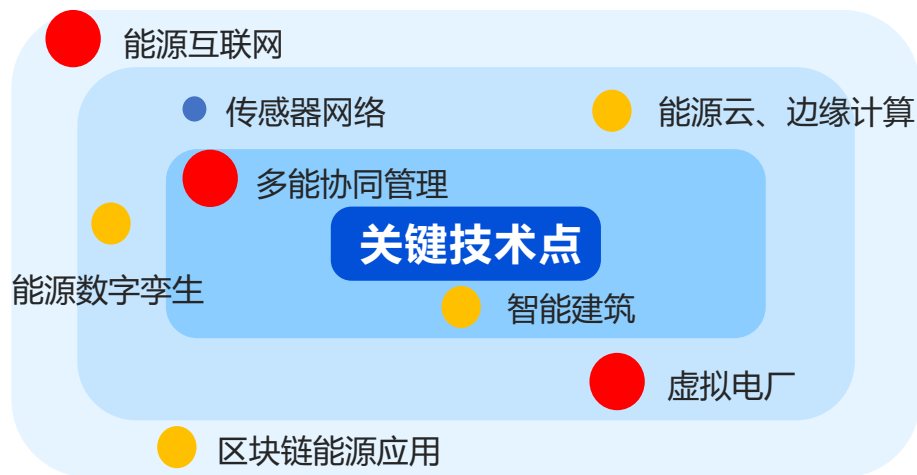 能源互联网
传感器网络
能源云、边缘计算
多能协同管理
关键技术点
能源数字孪生
智能建筑
虚拟电厂
区块链能源应用